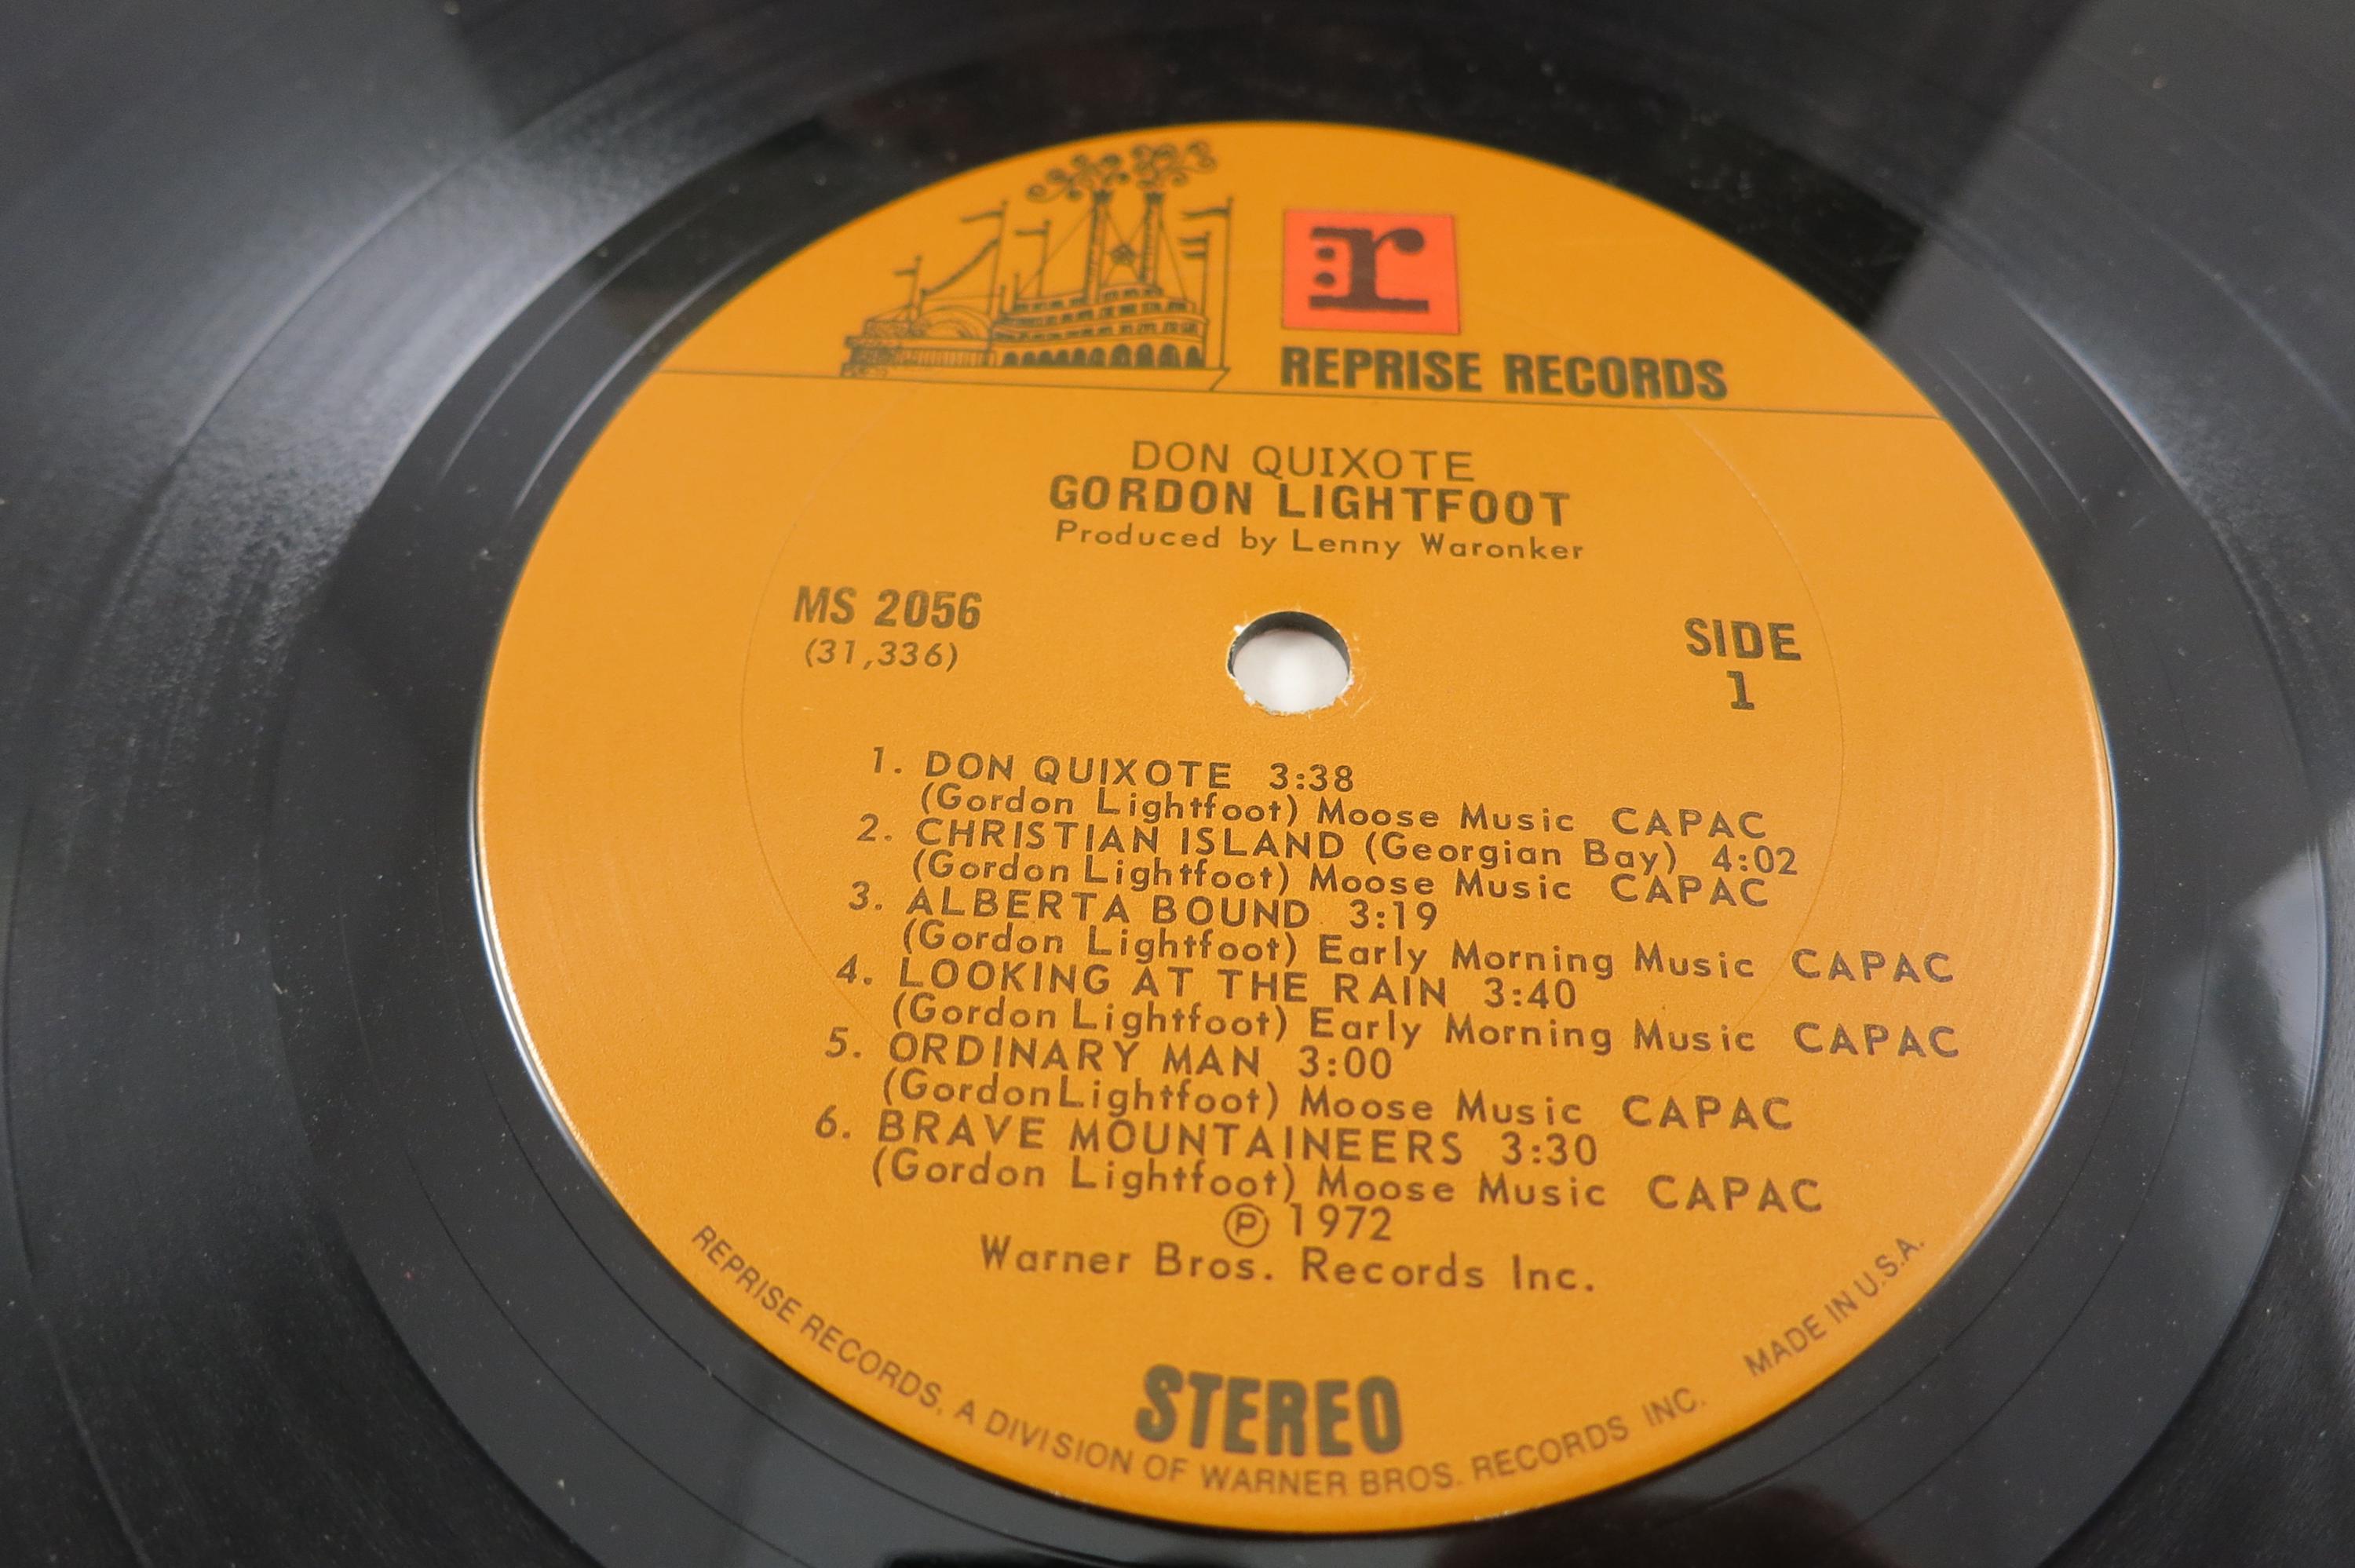 r
REPRISE RECORDS
DON QUIXOTE
GORDON LIGHTFOOT
Produced by Lenny Waronker
MS 2056
(31,336)
SIDE
1
1. DON QUIXOTE 3:38
(Gordon Lightfoot) Moose Music CAPAC
2. CHRISTIAN ISLAND (Georgian Bay) 4:02
(Gordon Lightfoot) Moose Music CAPAC
3. ALBERTA BOUND 3:19
(Gordon Lightfoot) Early Morning Music CAPAC
4. LOOKING AT THE RAIN 3:40
(Gordon Lightfoot) Early Morning Music CAPAC
5. ORDINARY MAN 3:00
(Gordon Lightfoot) Moose Music CAPAC
6. BRAVE MOUNTAINEERS 3:30
(Gordon Lightfoot) Moose Music CAPAC
Ⓟ 1972
Warner Bros. Records Inc.
STEREO
REPRISE RECORDS, A DIVISION OF WARNER BROS. RECORDS INC. MADE IN U.S.A.